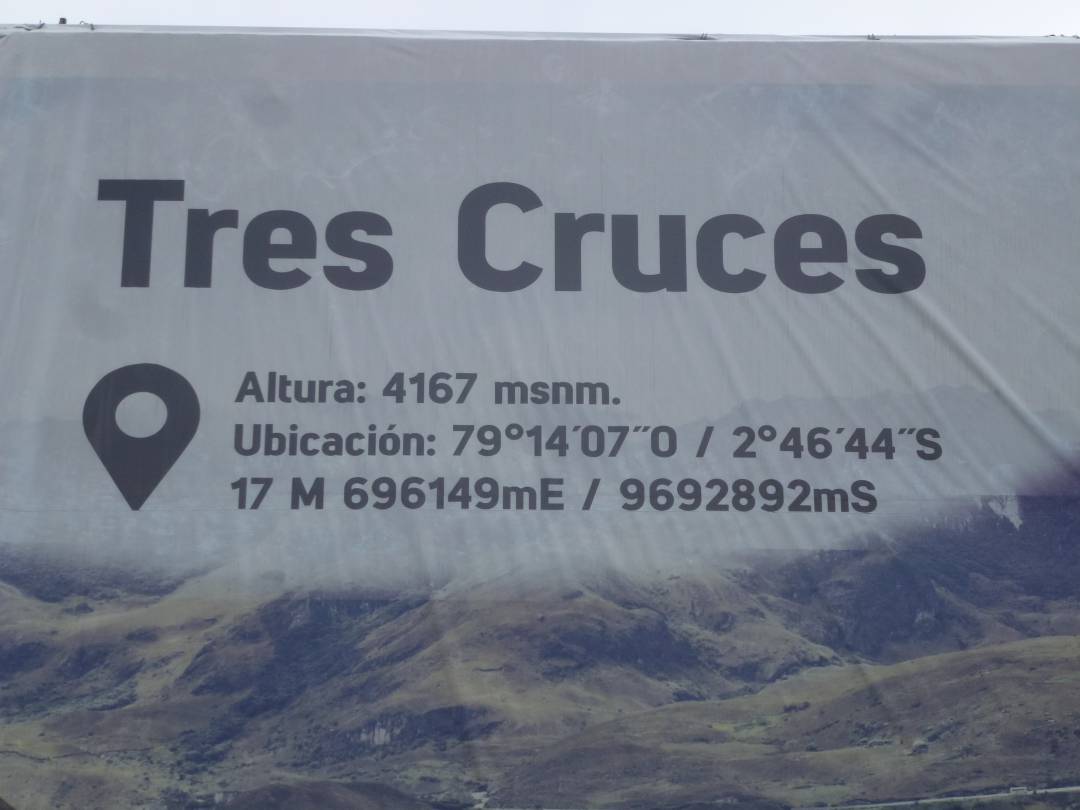 Tres Cruces
Altura: 4167 msnm.
Ubicación: 79°14´07˝O / 2°46´44˝S
17 M 696149mE / 9692892mS